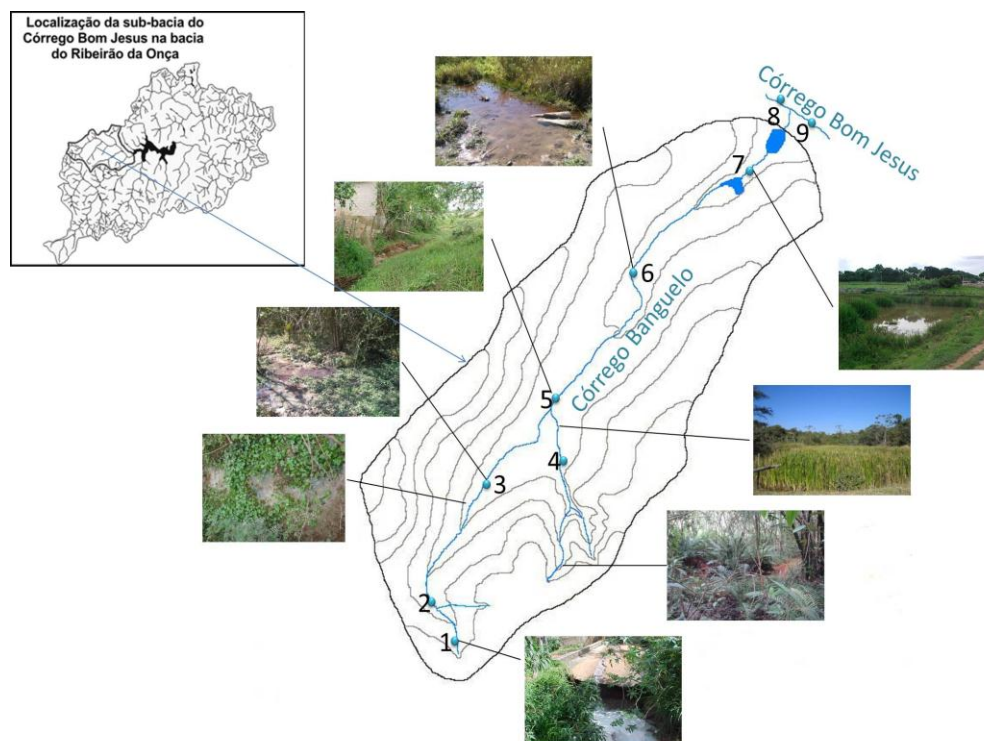 Localização da sub-bacia do
Córrego Bom Jesus na bacia
do Ribeirão da Onça
Córrego Bom Jesus
8
9
7
6
Córrego Banguelo
5
4
3
2
1